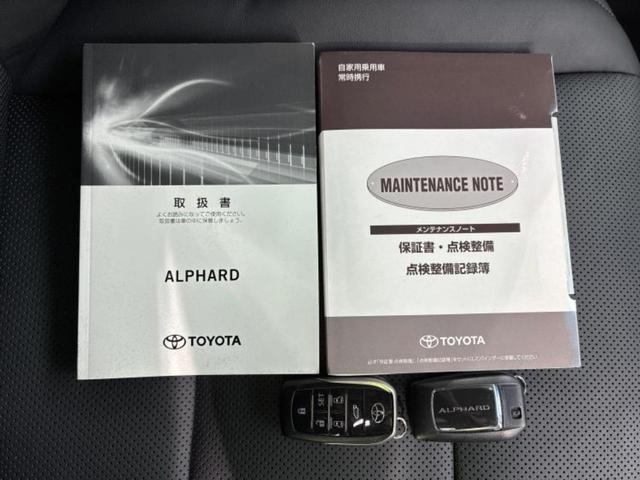 取扱書
よくお読みになってご使用ください。
取扱書は車の中に保管しましょう。
ALPHARD
TOYOTA
自家用乗用車
常時携行
MAINTENANCE NOTE
メンテナンスノート
保証書・点検整備
点検整備記録簿
TOYOTA
SET
ALPHARD